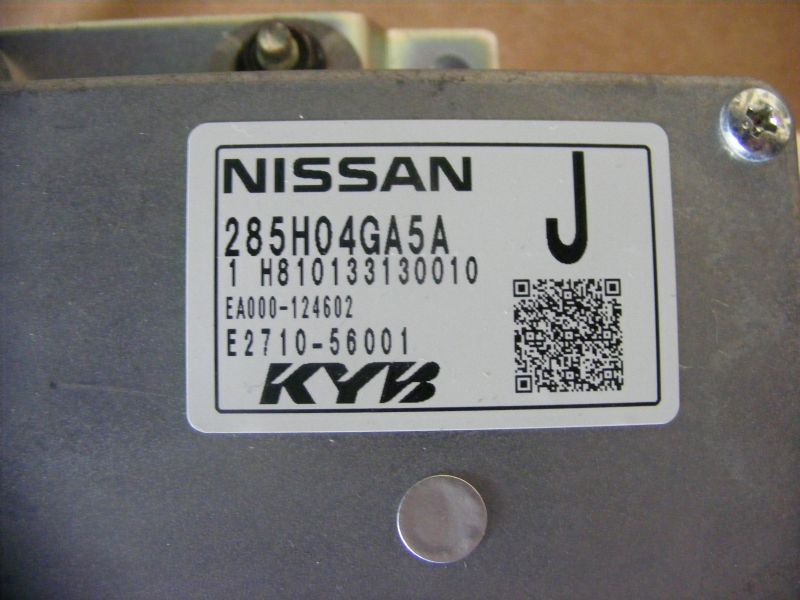 NISSAN
J
285H04GA5A
1 H810133130010
EA000-124602
E2710-56001
KYB